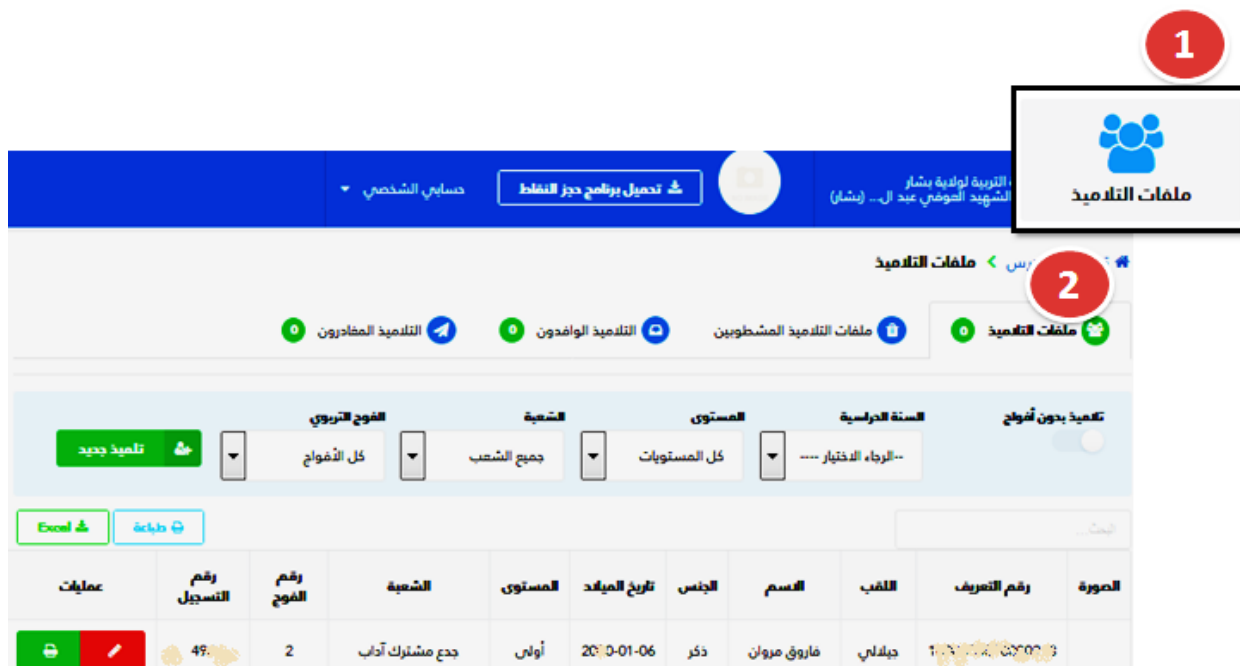 1
ملفات التلاميذ
التربية لولاية بشار
الشهيد العوفي عبد ال... (بشار)
تحميل برنامج حجز النقاط
حسابي الشخصي
ملفات التلاميذ
2
ملفات التلاميذ 0
ملفات التلاميذ المشطوبين
التلاميذ الوافدون 0
التلاميذ المغادرون 0
تلاميذ بدون أفواج
السنة الدراسية
المستوى
الشعبة
الفوج التربوي
--الرجاء الاختيار ----
كل المستويات
جميع الشعب
كل الأفواج
تلميذ جديد
البحث...
طباعة
Excel
الصورة
رقم التعريف
اللقب
الاسم
الجنس
تاريخ الميلاد
المستوى
الشعبة
رقم الفوج
رقم التسجيل
عمليات
جيلالي
فاروق مروان
ذكر
أولى
جدع مشترك آداب
2
49